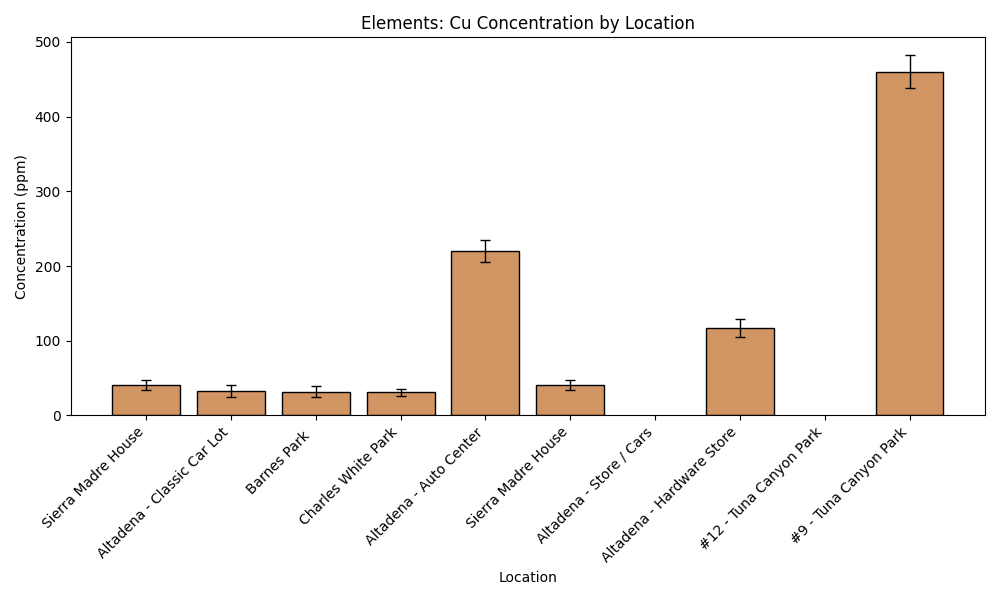 Elements: Cu Concentration by Location
Concentration (ppm)
500
400
300
200
100
0
Sierra Madre House
Altadena - Classic Car Lot
Barnes Park
Charles White Park
Altadena - Auto Center
Sierra Madre House
Altadena - Store / Cars
Altadena - Hardware Store
#12 - Tuna Canyon Park
#9 - Tuna Canyon Park
Location